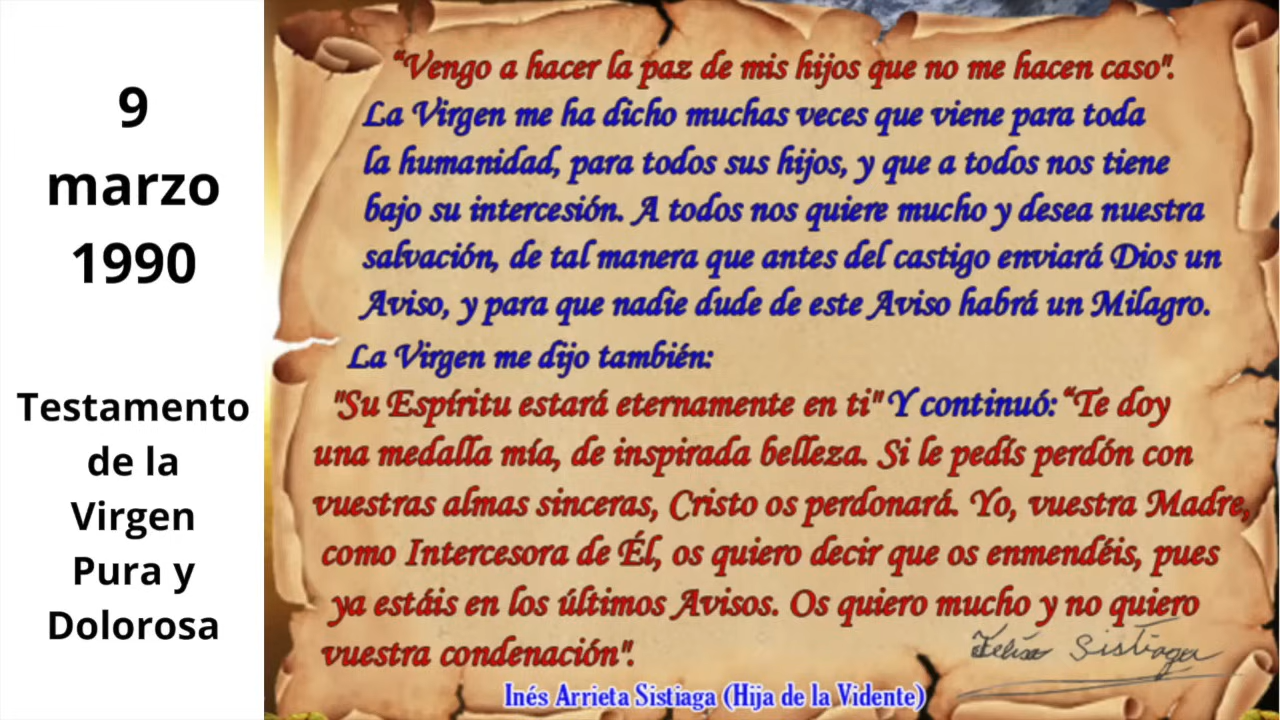 9
marzo
1990
Testamento
de la
Virgen
Pura y
Dolorosa
“Vengo a hacer la paz de mis hijos que no me hacen caso".
La Virgen me ha dicho muchas veces que viene para toda
la humanidad, para todos sus hijos, y que a todos nos tiene
bajo su intercesión. A todos nos quiere mucho y desea nuestra
salvación, de tal manera que antes del castigo enviará Dios un
Aviso, y para que nadie dude de este Aviso habrá un Milagro.
La Virgen me dijo también:
"Su Espíritu estará eternamente en ti" Y continuó: “Te doy
una medalla mía, de inspirada belleza. Si le pedís perdón con
vuestras almas sinceras, Cristo os perdonará. Yo, vuestra Madre,
como Intercesora de Él, os quiero decir que os enmendéis, pues
ya estáis en los últimos Avisos. Os quiero mucho y no quiero
vuestra condenación".
Felisa Sistiaga
Inés Arrieta Sistiaga (Hija de la Vidente)